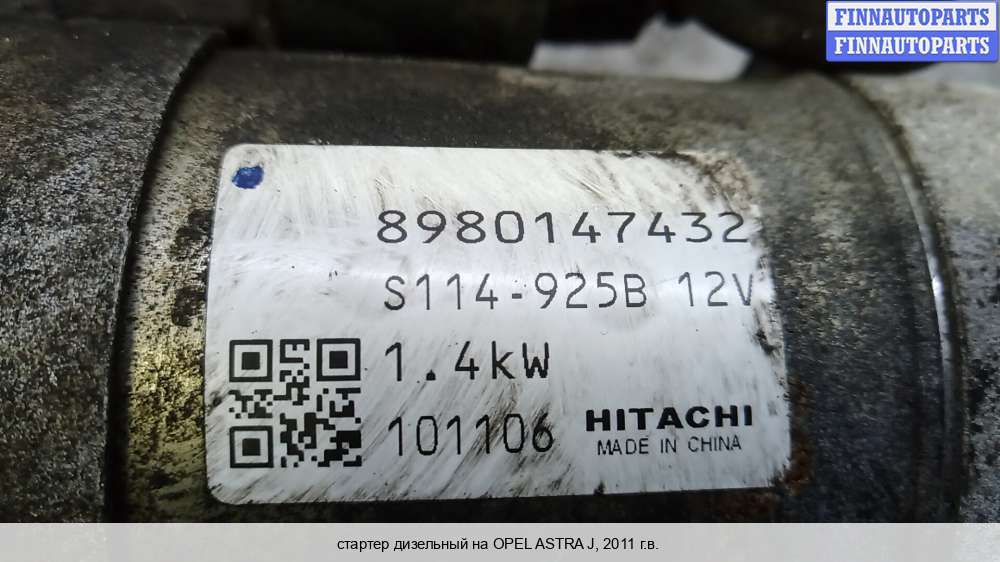 FINNAUTOPARTS
FINNAUTOPARTS
8980147432
S114-925B 12V
1.4kW
101106
HITACHI
MADE IN CHINA
стартер дизельный на OPEL ASTRA J, 2011 г.в.